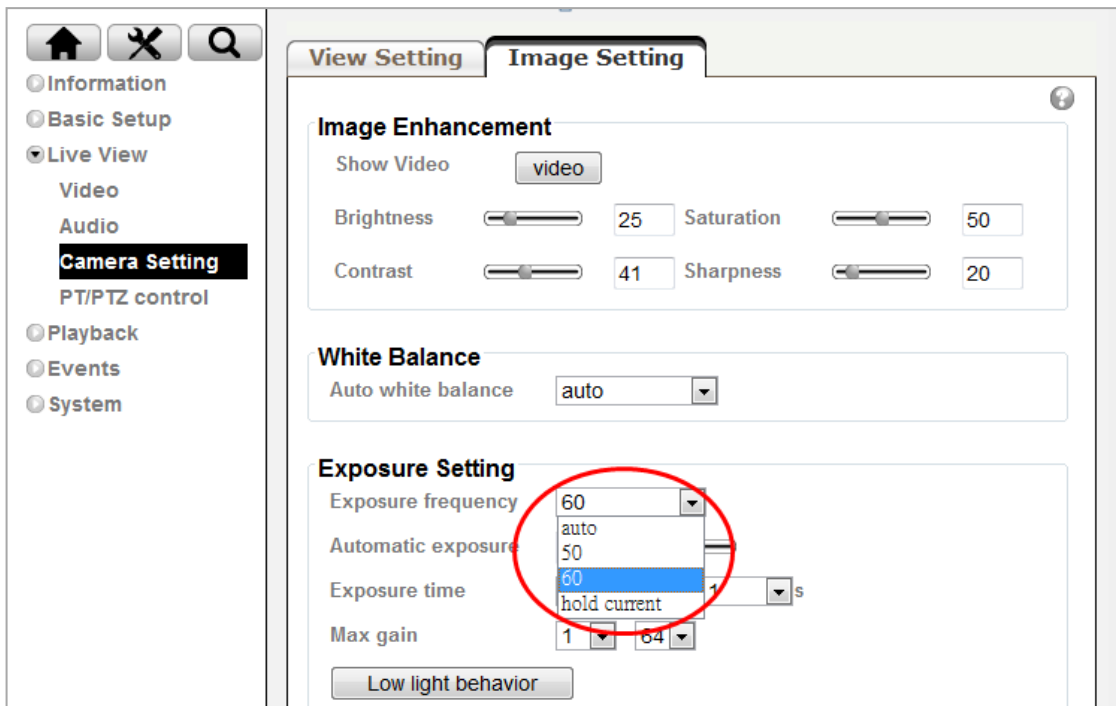 View Setting Image Setting
Information
Basic Setup
Live View
Video
Audio
Camera Setting
PT/PTZ control
Playback
Events
System
Image Enhancement
Show Video video
Brightness 25 Saturation 50
Contrast 41 Sharpness 20
White Balance
Auto white balance auto
Exposure Setting
Exposure frequency 60
auto
50
60
hold current
Automatic exposure
Exposure time 1 s
Max gain 1 64
Low light behavior